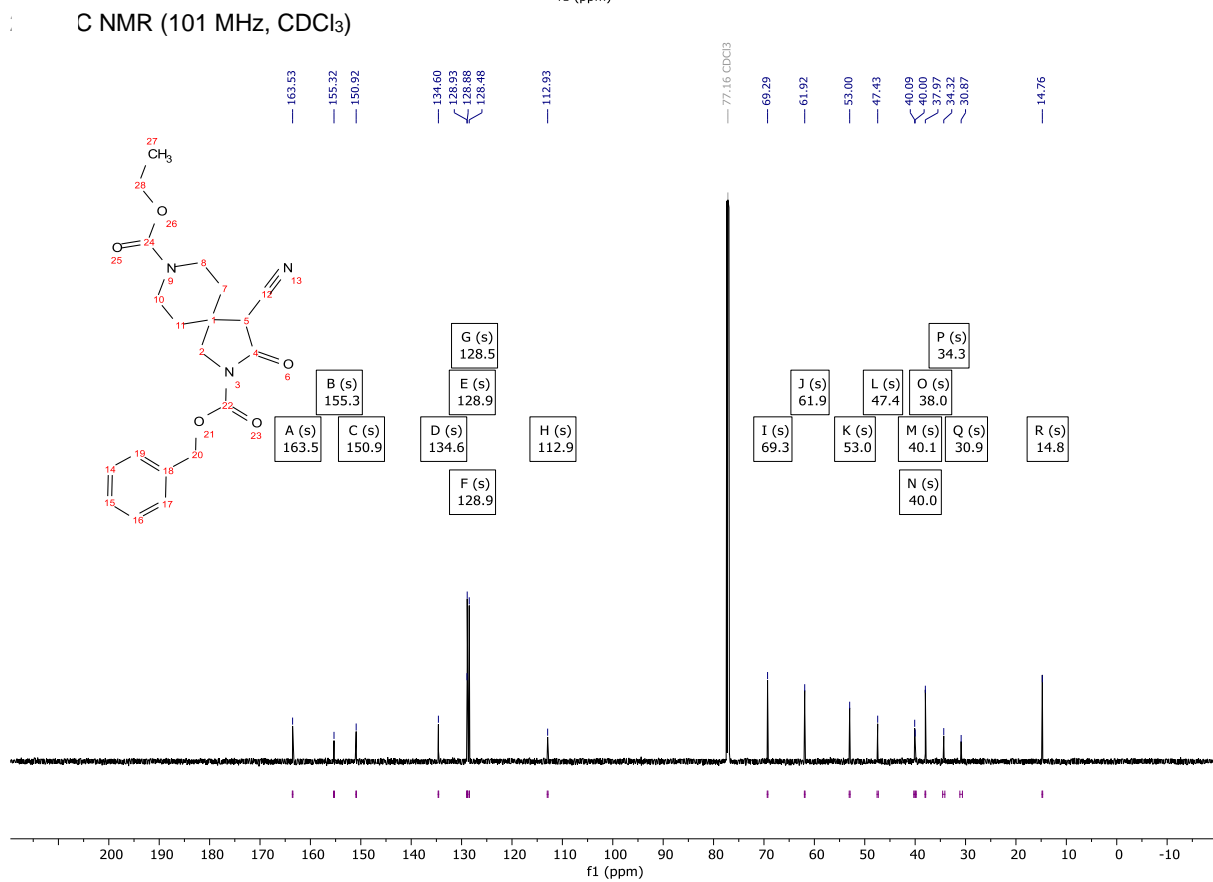 f1 (ppm)
C NMR (101 MHz, CDCl₃)
163.53
155.32
150.92
134.60
128.93
128.88
128.48
112.93
77.16 CDCl3
69.29
61.92
53.00
47.43
40.09
40.00
37.97
34.32
30.87
14.76
27
CH₃
28
O
26
24
O
25
N
9
8
N
13
10
7
12
11
1
5
2
4
O
6
N
3
22
O
21
O
23
19
20
14
18
15
17
16
G (s)
128.5
P (s)
34.3
B (s)
155.3
E (s)
128.9
J (s)
61.9
L (s)
47.4
O (s)
38.0
A (s)
163.5
C (s)
150.9
D (s)
134.6
H (s)
112.9
I (s)
69.3
K (s)
53.0
M (s)
40.1
Q (s)
30.9
R (s)
14.8
F (s)
128.9
N (s)
40.0
200 190 180 170 160 150 140 130 120 110 100 90 80 70 60 50 40 30 20 10 0 -10
f1 (ppm)